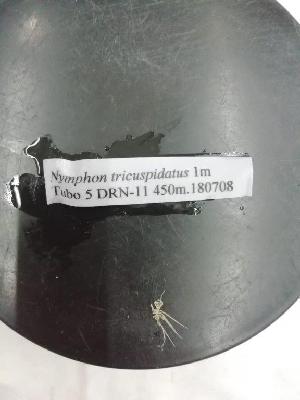 Nymphon tricuspidatus 1m
Tubo 5 DRN-11 450m.180708